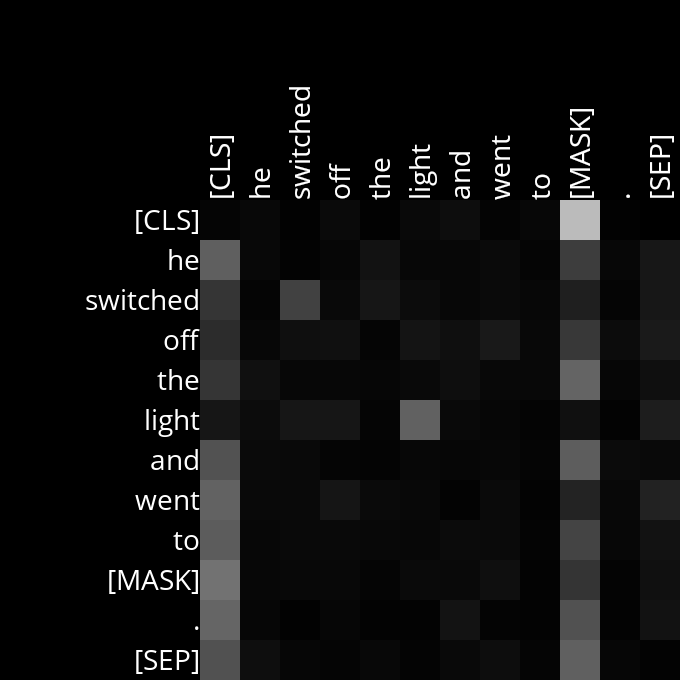 [CLS]
he
switched
off
the
light
and
went
to
[MASK]
.
[SEP]
[CLS]
he
switched
off
the
light
and
went
to
[MASK]
.
[SEP]